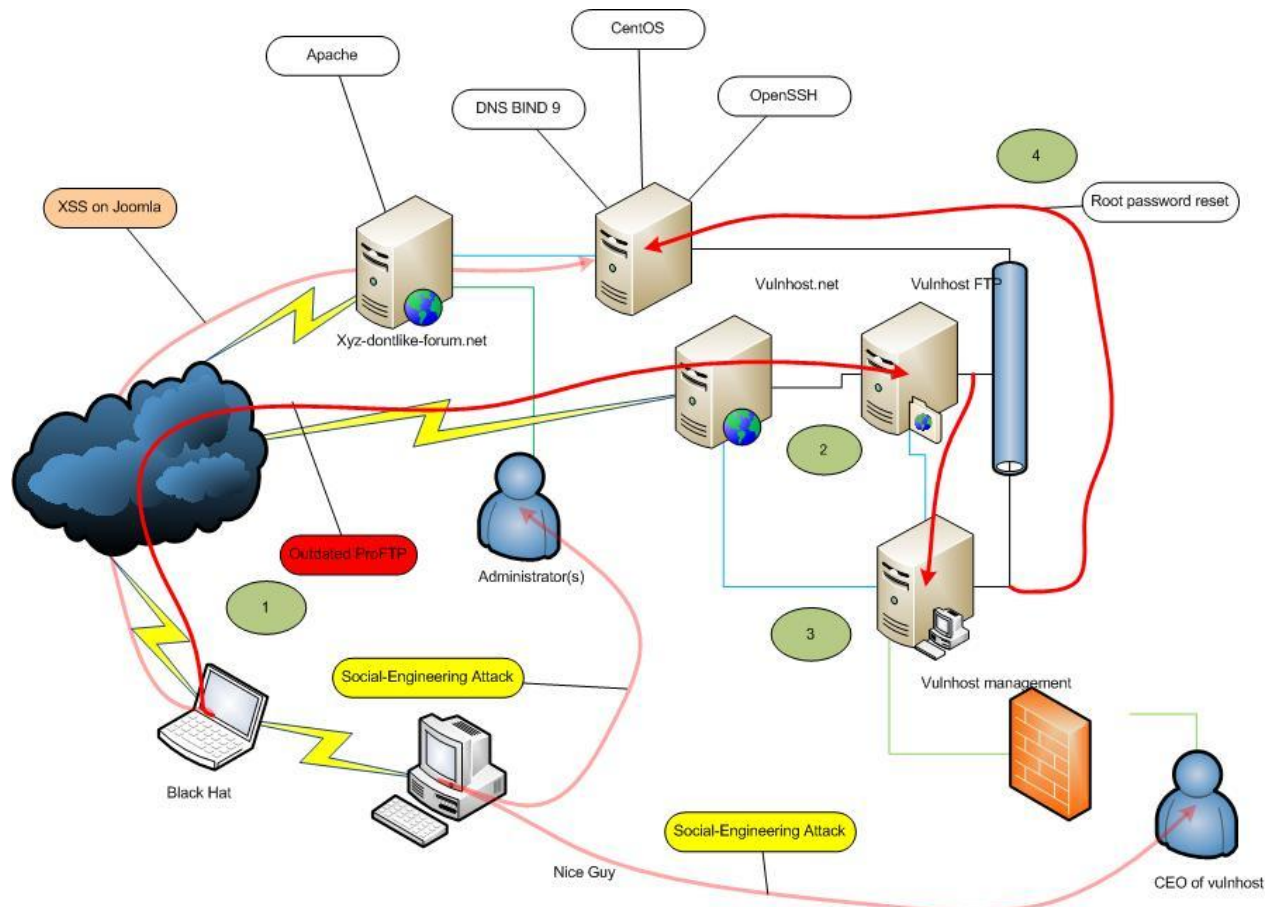 CentOS
Apache
DNS BIND 9
OpenSSH
4
XSS on Joomla
Root password reset
Vulnhost.net
Vulnhost FTP
Xyz-dontlike-forum.net
2
Outdated ProFTP
Administrator(s)
1
3
Social-Engineering Attack
Vulnhost management
Black Hat
Social-Engineering Attack
Nice Guy
CEO of vulnhost